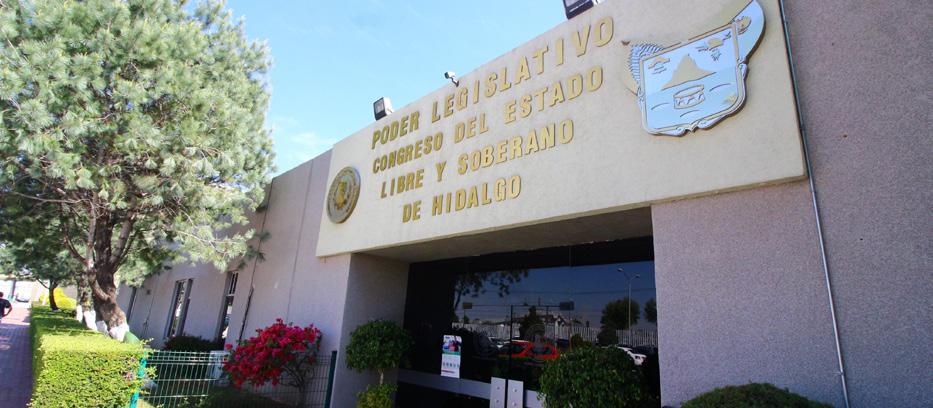 PODER LEGISLATIVO
CONGRESO DEL ESTADO
LIBRE Y SOBERANO
DE HIDALGO